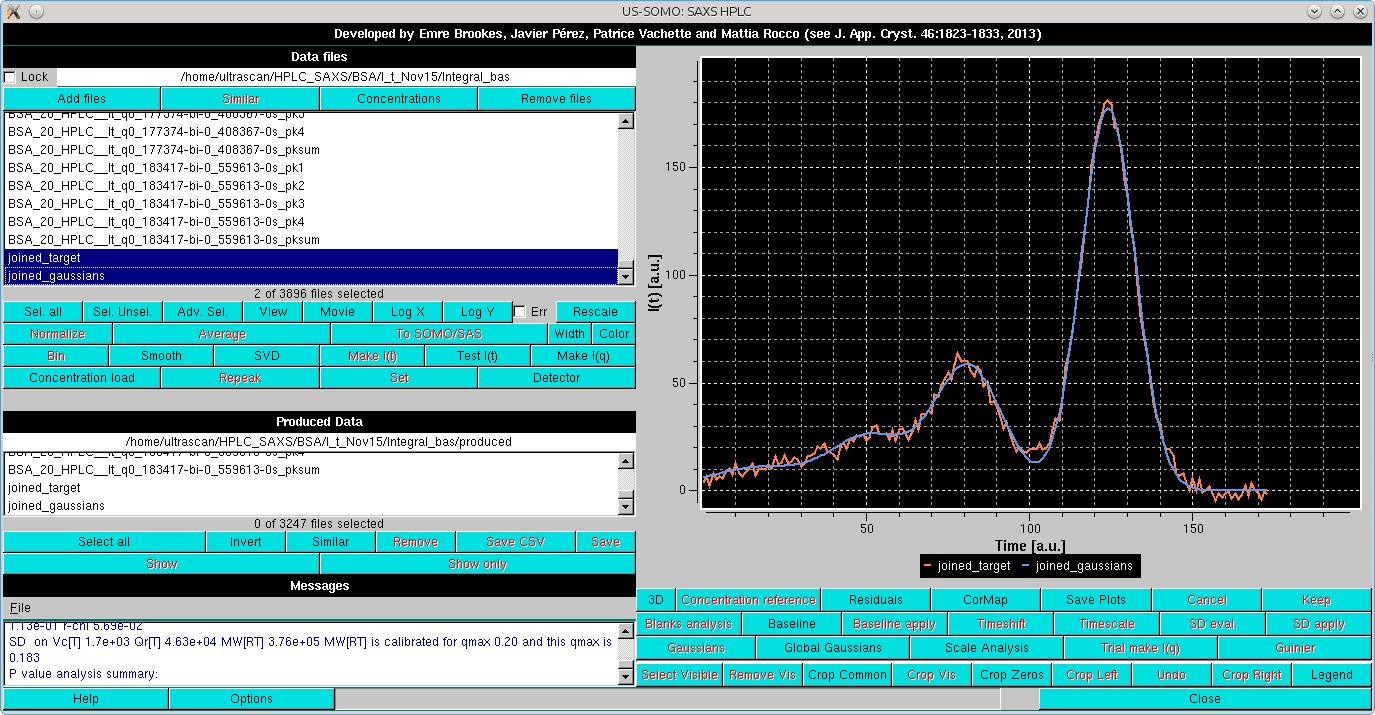 US-SOMO: SAXS HPLC
Developed by Emre Brookes, Javier Pérez, Patrice Vachette and Mattia Rocco (see J. App. Cryst. 46:1823-1833, 2013)
Data files
Lock /home/ultrascan/HPLC_SAXS/BSA/I_t_Nov15/Integral_bas
Add files Similar Concentrations Remove files
BSA_20_HPLC__It_q0_177374-bi-0_408367-0s_pk3
BSA_20_HPLC__It_q0_177374-bi-0_408367-0s_pk4
BSA_20_HPLC__It_q0_177374-bi-0_408367-0s_pksum
BSA_20_HPLC__It_q0_183417-bi-0_559613-0s_pk1
BSA_20_HPLC__It_q0_183417-bi-0_559613-0s_pk2
BSA_20_HPLC__It_q0_183417-bi-0_559613-0s_pk3
BSA_20_HPLC__It_q0_183417-bi-0_559613-0s_pk4
BSA_20_HPLC__It_q0_183417-bi-0_559613-0s_pksum
joined_target
joined_gaussians
2 of 3896 files selected
Sel. all Sel. Unsel. Adv. Sel. View Movie Log X Log Y Err Rescale
Normalize Average To SOMO/SAS Width Color
Bin Smooth SVD Make I(t) Test I(t) Make I(q)
Concentration load Repeak Set Detector
Produced Data
/home/ultrascan/HPLC_SAXS/BSA/I_t_Nov15/Integral_bas/produced
BSA_20_HPLC__It_q0_183417-bi-0_559613-0s_pk4
BSA_20_HPLC__It_q0_183417-bi-0_559613-0s_pksum
joined_target
joined_gaussians
0 of 3247 files selected
Select all Invert Similar Remove Save CSV Save
Show Show only
Messages
File
1.13e-01 r-chi 5.69e-02
SD on Vc[T] 1.7e+03 Qr[T] 4.63e+04 MW[RT] 3.76e+05 MW[RT] is calibrated for qmax 0.20 and this qmax is
0.183
P value analysis summary:
Help Options
I(t) [a.u.]
150
100
50
0
50 100 150
Time [a.u.]
joined_target joined_gaussians
3D Concentration reference Residuals CorMap Save Plots Cancel Keep
Blanks analysis Baseline Baseline apply Timeshift Timescale SD eval. SD apply
Gaussians Global Gaussians Scale Analysis Trial make I(q) Guinier
Select Visible Remove Vis Crop Common Crop Vis Crop Zeros Crop Left Undo Crop Right Legend
Close